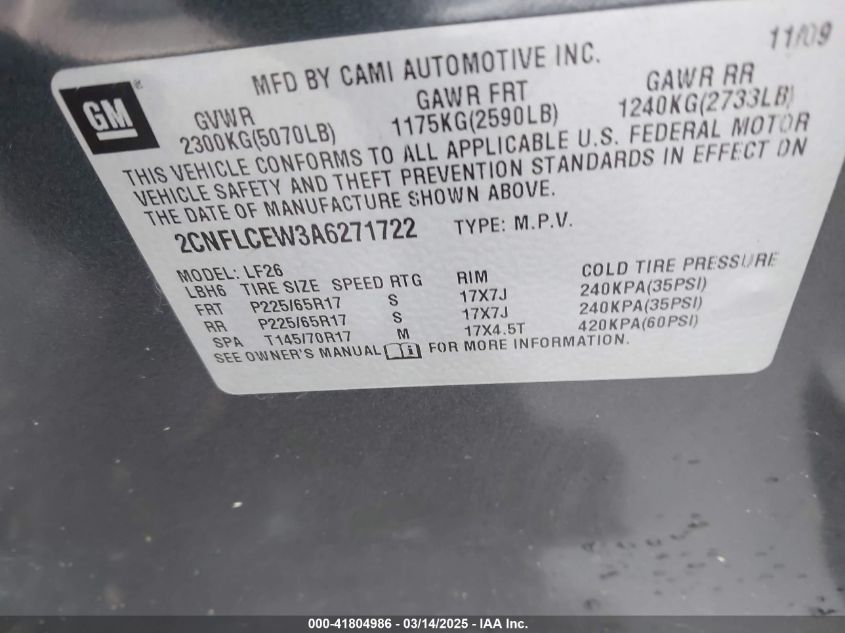 11/09
MFD BY CAMI AUTOMOTIVE INC.
GM
GVWR GAWR FRT GAWR RR
2300KG(5070LB) 1175KG(2590LB) 1240KG(2733LB)
THIS VEHICLE CONFORMS TO ALL APPLICABLE U.S. FEDERAL MOTOR
VEHICLE SAFETY AND THEFT PREVENTION STANDARDS IN EFFECT ON
THE DATE OF MANUFACTURE SHOWN ABOVE.
2CNFLCEW3A6271722 TYPE: M.P.V.
MODEL: LF26
LBH6 TIRE SIZE SPEED RTG RIM COLD TIRE PRESSURE
FRT P225/65R17 S 17X7J 240KPA(35PSI)
RR P225/65R17 S 17X7J 240KPA(35PSI)
SPA T145/70R17 M 17X4.5T 420KPA(60PSI)
SEE OWNER'S MANUAL FOR MORE INFORMATION.
000-41804986 - 03/14/2025 - IAA Inc.